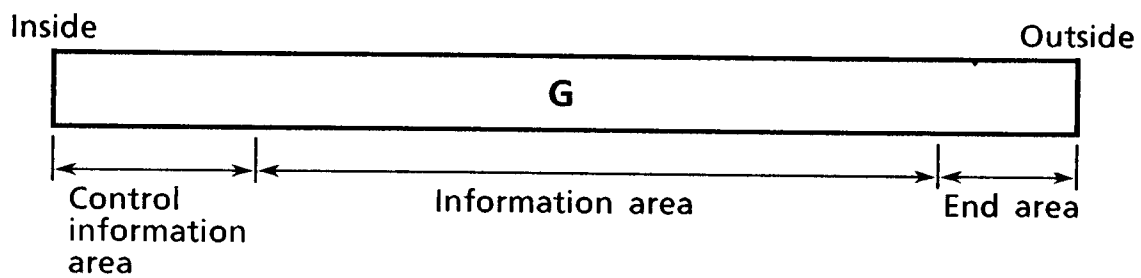 Inside
Outside
G
Control
information
area
Information area
End area